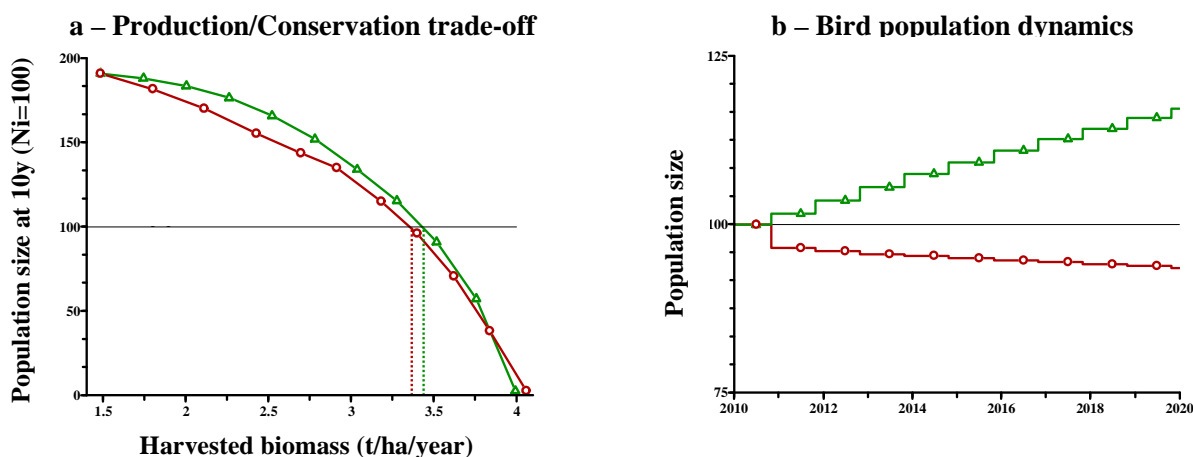 a – Production/Conservation trade-off
Population size at 10y (Ni=100)
200
150
100
50
0
1.5 2 2.5 3 3.5 4
Harvested biomass (t/ha/year)
b – Bird population dynamics
Population size
125
100
75
2010 2012 2014 2016 2018 2020